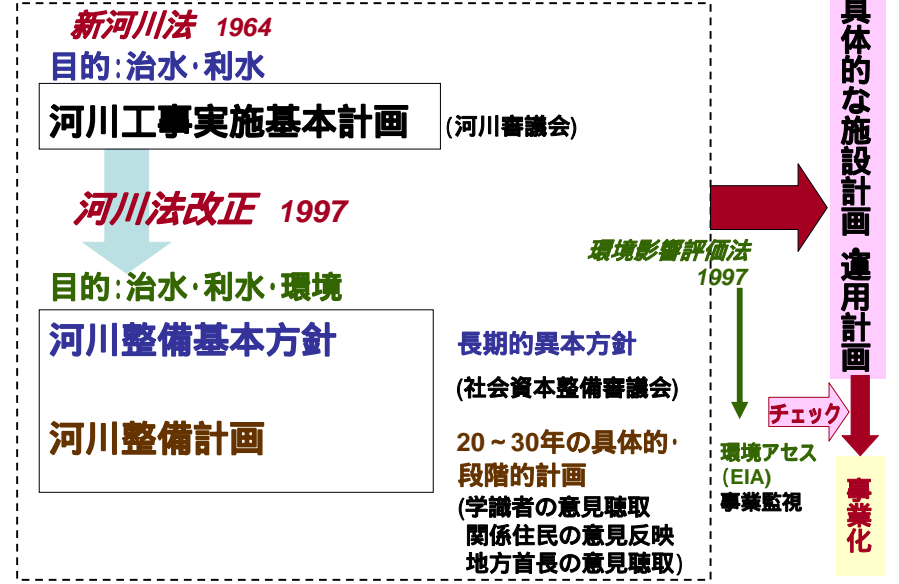 新河川法 1964
目的:治水・利水
河川工事実施基本計画
(河川審議会)
河川法改正 1997
目的:治水・利水・環境
河川整備基本方針
長期的異本方針
(社会資本整備審議会)
河川整備計画
20~30年の具体的・
段階的計画
(学識者の意見聴取
関係住民の意見反映
地方首長の意見聴取)
環境影響評価法
1997
環境アセス
(EIA)
事業監視
チェック
具体的な施設計画・運用計画
事業化